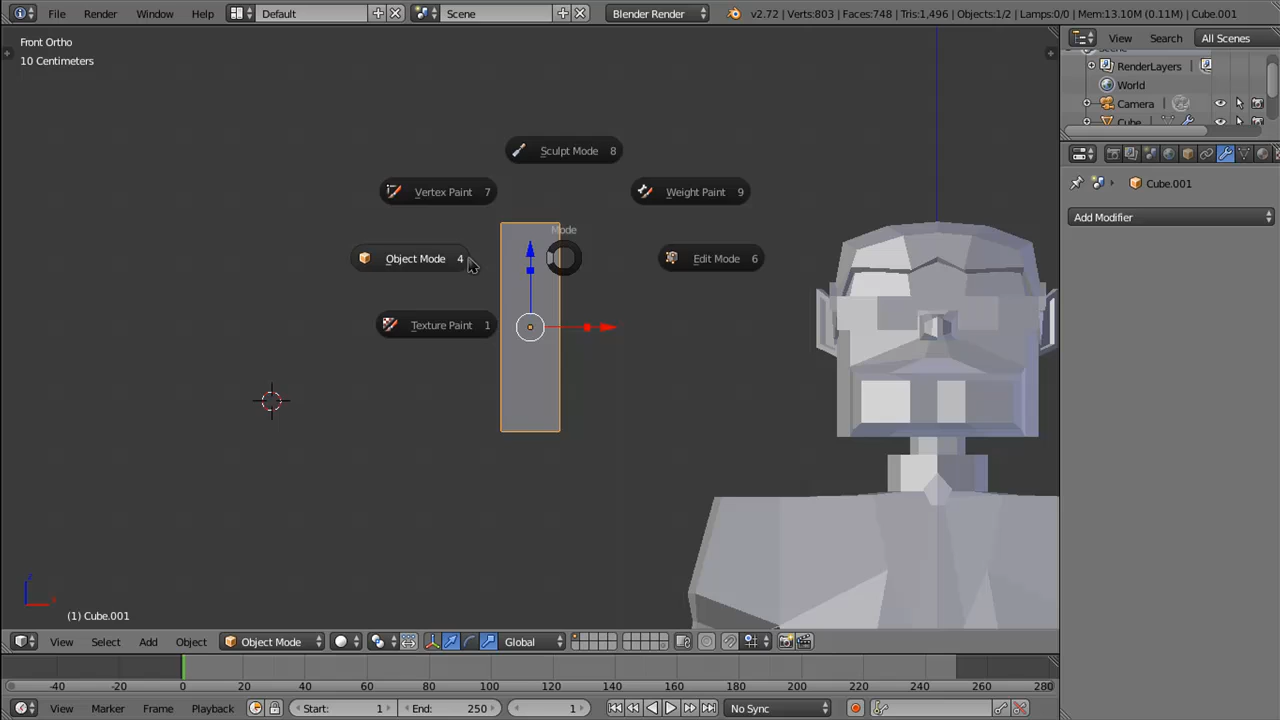 File Render Window Help Default Scene Blender Render v2.72 | Verts:803 | Faces:748 | Tris:1,496 | Objects:1/2 | Lamps:0/0 | Mem:13.10M (0.11M) | Cube.001
Front Ortho
10 Centimeters
View Search All Scenes
RenderLayers
World
Camera
Cube
Cube.001
Add Modifier
Sculpt Mode 8
Vertex Paint 7
Weight Paint 9
Mode
Object Mode 4
Edit Mode 6
Texture Paint 1
(1) Cube.001
View Select Add Object Object Mode Global
-40 -20 0 20 40 60 80 100 120 140 160 180 200 220 240 260 280
View Marker Frame Playback Start: 1 End: 250 1 No Sync